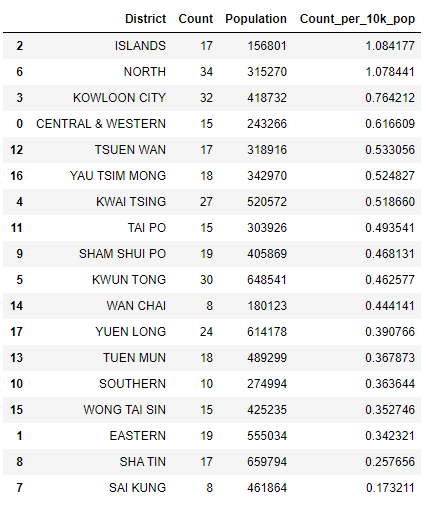 District Count Population Count_per_10k_pop
2 ISLANDS 17 156801 1.084177
6 NORTH 34 315270 1.078441
3 KOWLOON CITY 32 418732 0.764212
0 CENTRAL & WESTERN 15 243266 0.616609
12 TSUEN WAN 17 318916 0.533056
16 YAU TSIM MONG 18 342970 0.524827
4 KWAI TSING 27 520572 0.518660
11 TAI PO 15 303926 0.493541
9 SHAM SHUI PO 19 405869 0.468131
5 KWUN TONG 30 648541 0.462577
14 WAN CHAI 8 180123 0.444141
17 YUEN LONG 24 614178 0.390766
13 TUEN MUN 18 489299 0.367873
10 SOUTHERN 10 274994 0.363644
15 WONG TAI SIN 15 425235 0.352746
1 EASTERN 19 555034 0.342321
8 SHA TIN 17 659794 0.257656
7 SAI KUNG 8 461864 0.173211